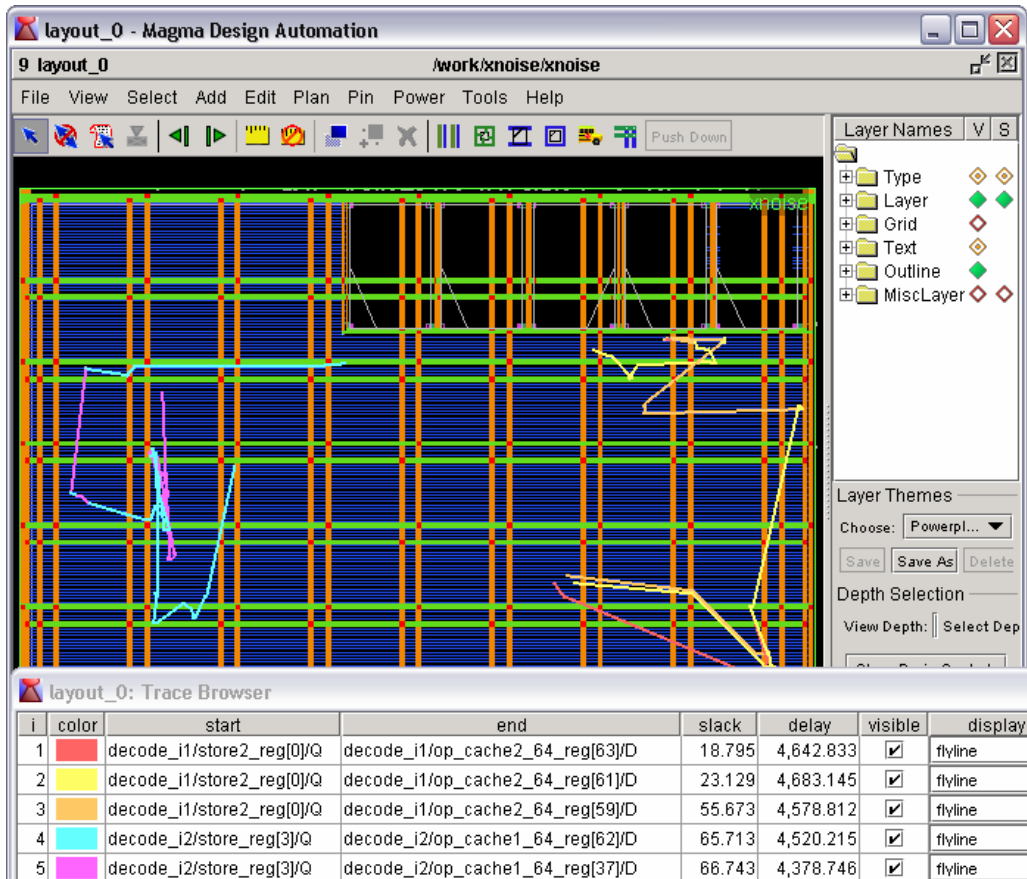 layout_0 - Magma Design Automation
9 layout_0 /work/xnoise/xnoise
File View Select Add Edit Plan Pin Power Tools Help
Push Down
Layer Names V S
Type
Layer
Grid
Text
Outline
MiscLayer
xnoise
Layer Themes
Choose: Powerpl...
Save Save As Delete
Depth Selection
View Depth: Select Dep
layout_0: Trace Browser
i color start end slack delay visible display
1 decode_i1/store2_reg[0]/Q decode_i1/op_cache2_64_reg[63]/D 18.795 4,642.833 flyline
2 decode_i1/store2_reg[0]/Q decode_i1/op_cache2_64_reg[61]/D 23.129 4,683.145 flyline
3 decode_i1/store2_reg[0]/Q decode_i1/op_cache2_64_reg[59]/D 55.673 4,578.812 flyline
4 decode_i2/store_reg[3]/Q decode_i2/op_cache1_64_reg[62]/D 65.713 4,520.215 flyline
5 decode_i2/store_reg[3]/Q decode_i2/op_cache1_64_reg[37]/D 66.743 4,378.746 flyline